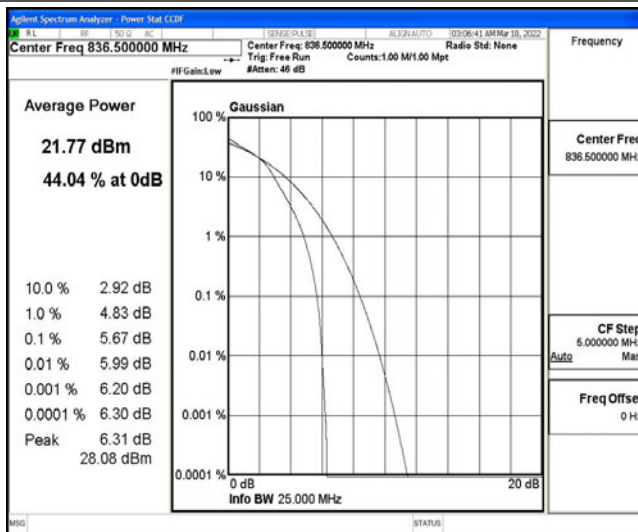 Agilent Spectrum Analyzer - Power Stat CCDF
RL RF 50 Ω AC SENSE:PULSE ALIGN AUTO 03:06:41 AM Mar 18, 2022
Center Freq 836.500000 MHz
Center Freq: 836.500000 MHz Radio Std: None
Trig: Free Run Counts:1.00 M/1.00 Mpt
#IFGain:Low #Atten: 46 dB
Frequency
Average Power
21.77 dBm
44.04 % at 0dB
10.0 % 2.92 dB
1.0 % 4.83 dB
0.1 % 5.67 dB
0.01 % 5.99 dB
0.001 % 6.20 dB
0.0001 % 6.30 dB
Peak 6.31 dB
28.08 dBm
Gaussian
100 %
10 %
1 %
0.1 %
0.01 %
0.001 %
0.0001 %
0 dB 20 dB
Info BW 25.000 MHz
Center Freq
836.500000 MHz
CF Step
5.000000 MHz
Auto Man
Freq Offset
0 Hz
MSG STATUS